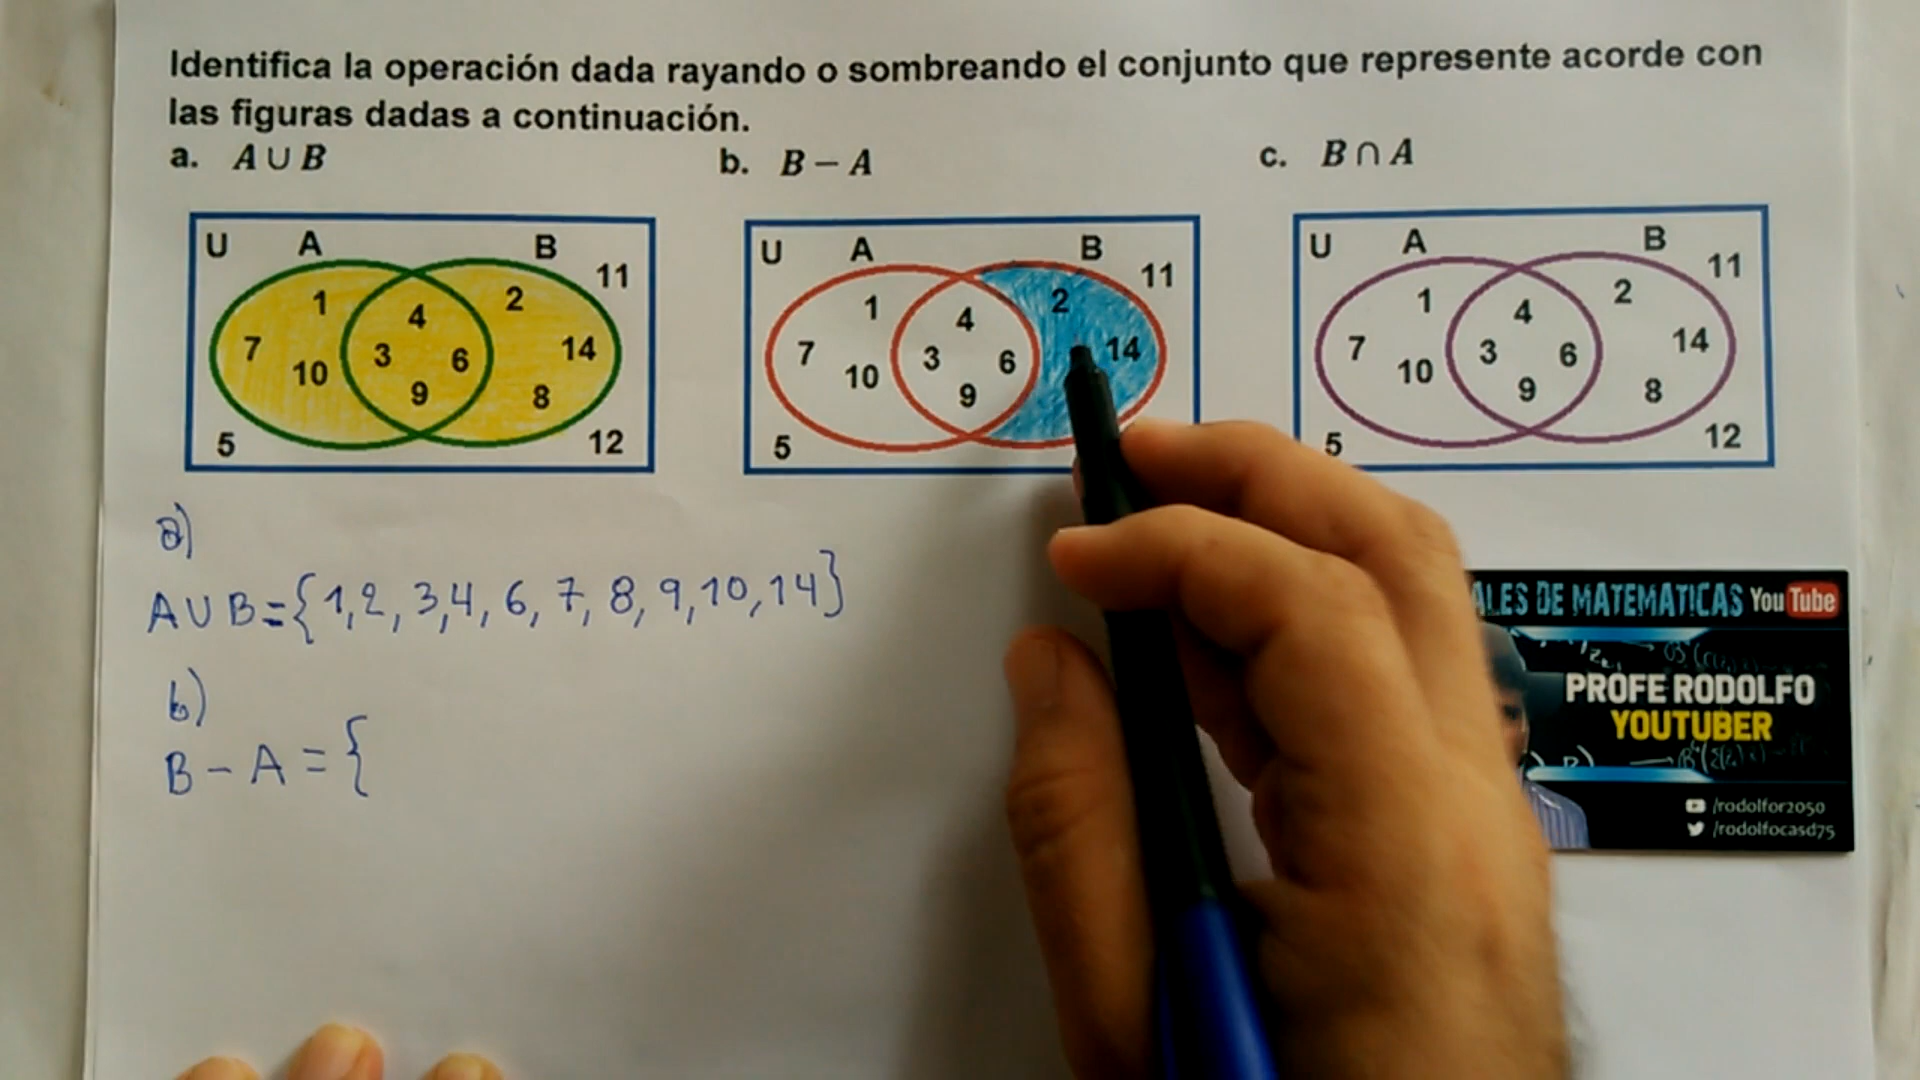 Identifica la operación dada rayando o sombreando el conjunto que represente acorde con
las figuras dadas a continuación.
a. A ∪ B
b. B − A
c. B ∩ A
U A B 11
1 4 2
7 3 6 14
10 9 8
5 12
U A B 11
1 4 2
7 3 6 14
10 9
5
U A B 11
1 4 2
7 3 6 14
10 9 8
5 12
a)
A∪B={1,2,3,4,6,7,8,9,10,14}
b)
B-A={
ALES DE MATEMATICAS YouTube
PROFE RODOLFO
YOUTUBER
/rodolfor2050
/rodolfocasd75